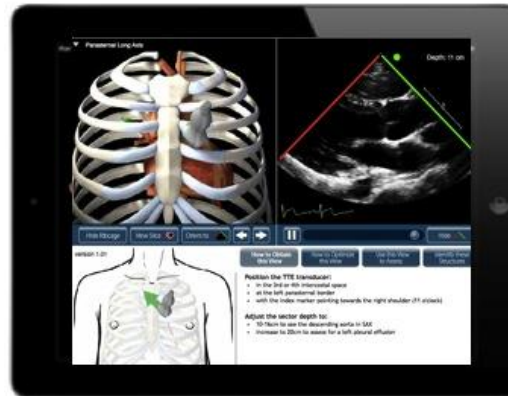 Parasternal Long Axis
Depth: 11 cm
Hide Ribcage
View Slice
Orient to
Hide
version 1.01
How to Obtain
this View
How to Optimize
this View
Use this View
to Assess
Identify these
Structures
Position the TTE transducer:
• in the 3rd or 4th intercostal space
• at the left parasternal border
• with the index marker pointing towards the right shoulder (11 o'clock)
Adjust the sector depth to:
• 10-16cm to see the descending aorta in SAX
• increase to 20cm to assess for a left pleural effusion